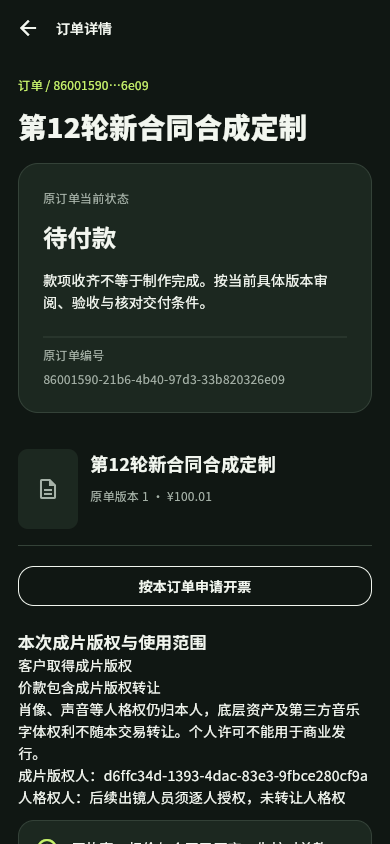 订单详情
订单 / 86001590···6e09
第12轮新合同合成定制
原订单当前状态
待付款
款项收齐不等于制作完成。按当前具体版本审
阅、验收与核对交付条件。
原订单编号
86001590-21b6-4b40-97d3-33b820326e09
第12轮新合同合成定制
原单版本 1 · ¥100.01
按本订单申请开票
本次成片版权与使用范围
客户取得成片版权
价款包含成片版权转让
肖像、声音等人格权仍归本人，底层资产及第三方音乐
字体权利不随本交易转让。个人许可不能用于商业发
行。
成片版权人：d6ffc34d-1393-4dac-83e3-9fbce280cf9a
人格权人：后续出镜人员须逐人授权，未转让人格权